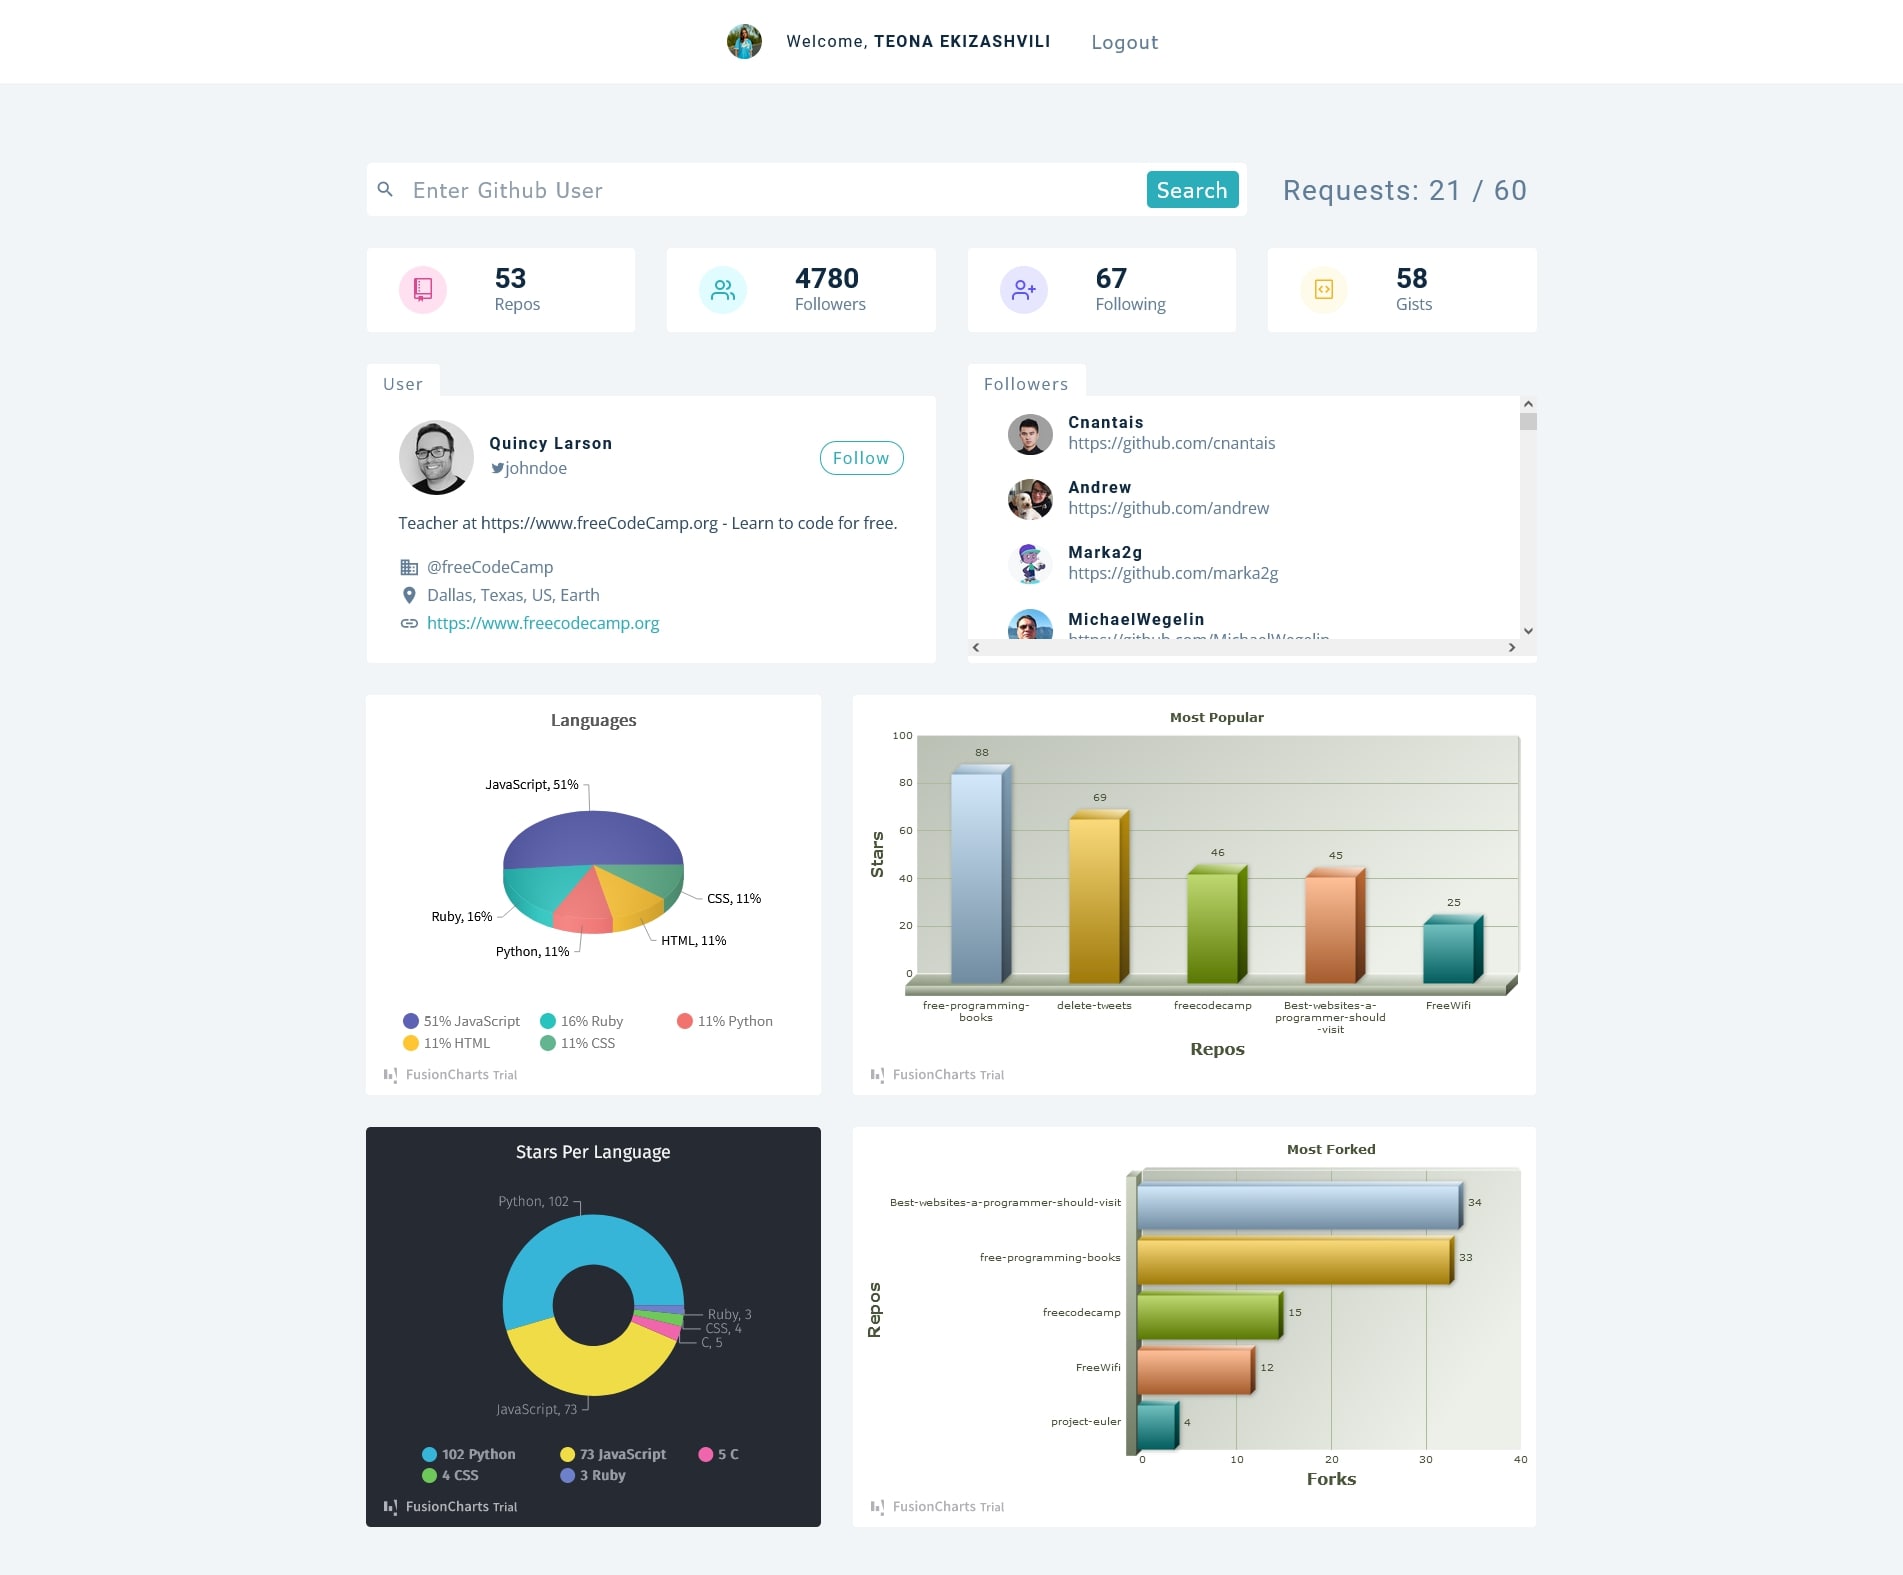 Welcome, TEONA EKIZASHVILI
Logout
Enter Github User
Search
Requests: 21 / 60
53
Repos
4780
Followers
67
Following
58
Gists
User
Quincy Larson
johndoe
Follow
Teacher at https://www.freeCodeCamp.org - Learn to code for free.
@freeCodeCamp
Dallas, Texas, US, Earth
https://www.freecodecamp.org
Followers
Cnantais
https://github.com/cnantais
Andrew
https://github.com/andrew
Marka2g
https://github.com/marka2g
MichaelWegelin
https://github.com/MichaelWegelin
Languages
JavaScript, 51%
CSS, 11%
Ruby, 16%
HTML, 11%
Python, 11%
51% JavaScript
16% Ruby
11% Python
11% HTML
11% CSS
FusionCharts Trial
Most Popular
Stars
100
80
60
40
20
0
88
69
46
45
25
free-programming-
books
delete-tweets
freecodecamp
Best-websites-a-
programmer-should
-visit
FreeWifi
Repos
FusionCharts Trial
Stars Per Language
Python, 102
Ruby, 3
CSS, 4
C, 5
JavaScript, 73
102 Python
73 JavaScript
5 C
4 CSS
3 Ruby
FusionCharts Trial
Most Forked
Repos
Best-websites-a-programmer-should-visit
34
free-programming-books
33
freecodecamp
15
FreeWifi
12
project-euler
4
0
10
20
30
40
Forks
FusionCharts Trial